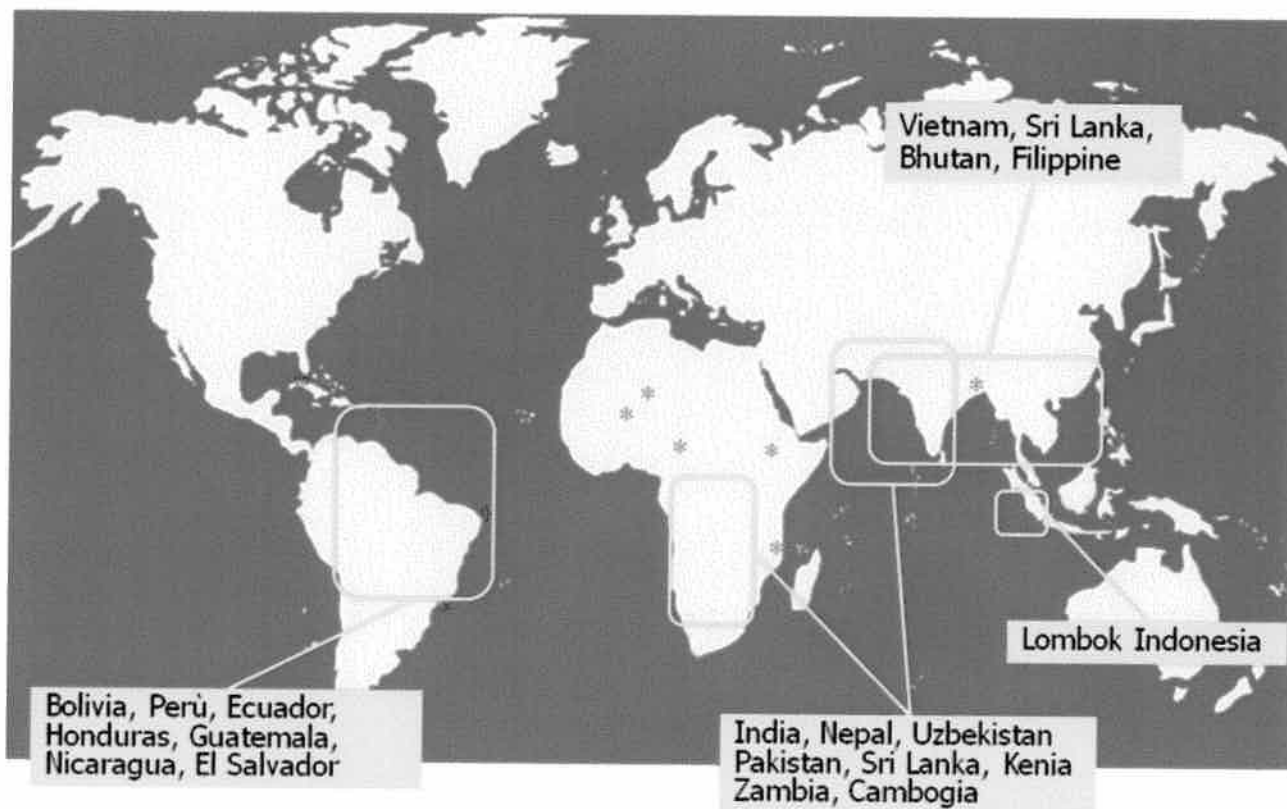 Vietnam, Sri Lanka,
Bhutan, Filippine
Lombok Indonesia
Bolivia, Perù, Ecuador,
Honduras, Guatemala,
Nicaragua, El Salvador
India, Nepal, Uzbekistan
Pakistan, Sri Lanka, Kenia
Zambia, Cambogia